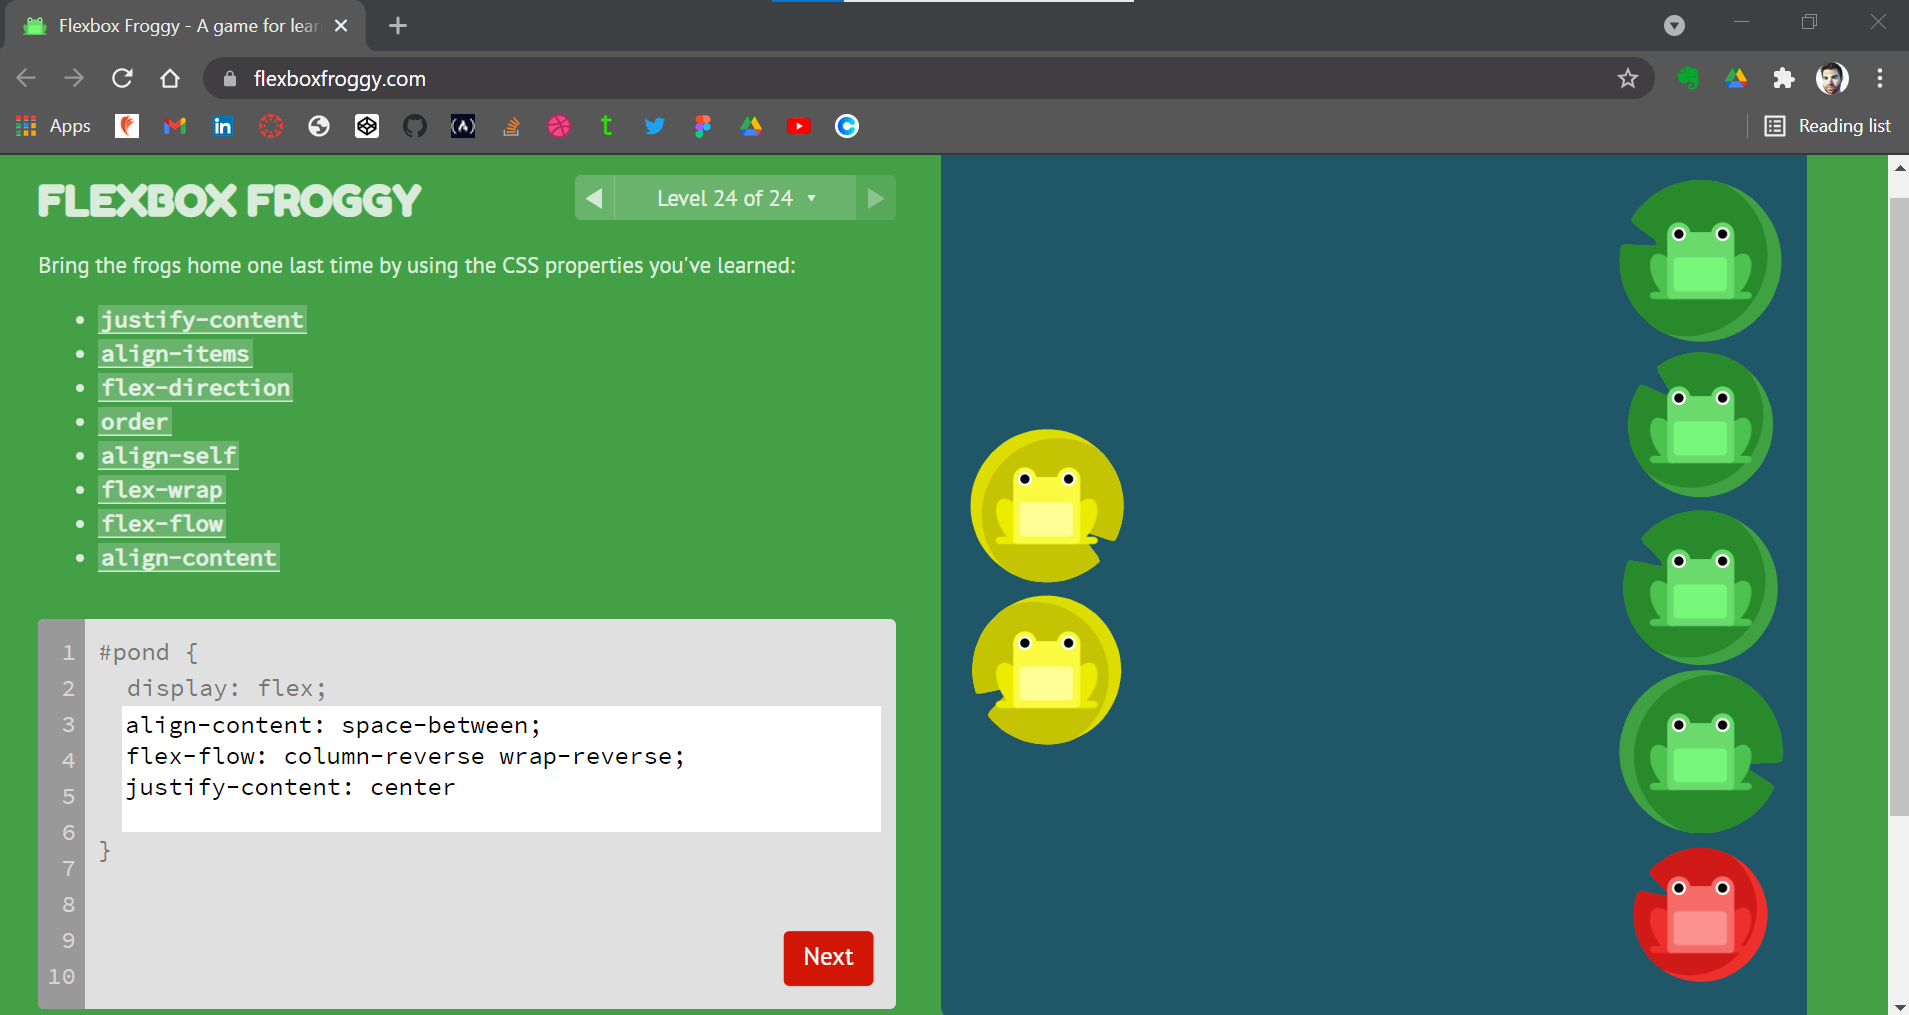 Flexbox Froggy - A game for lear
flexboxfroggy.com
Apps
Reading list
FLEXBOX FROGGY
Level 24 of 24
Bring the frogs home one last time by using the CSS properties you've learned:
justify-content
align-items
flex-direction
order
align-self
flex-wrap
flex-flow
align-content
1 #pond {
2 display: flex;
3 align-content: space-between;
4 flex-flow: column-reverse wrap-reverse;
5 justify-content: center
6 }
7
8
9
10
Next